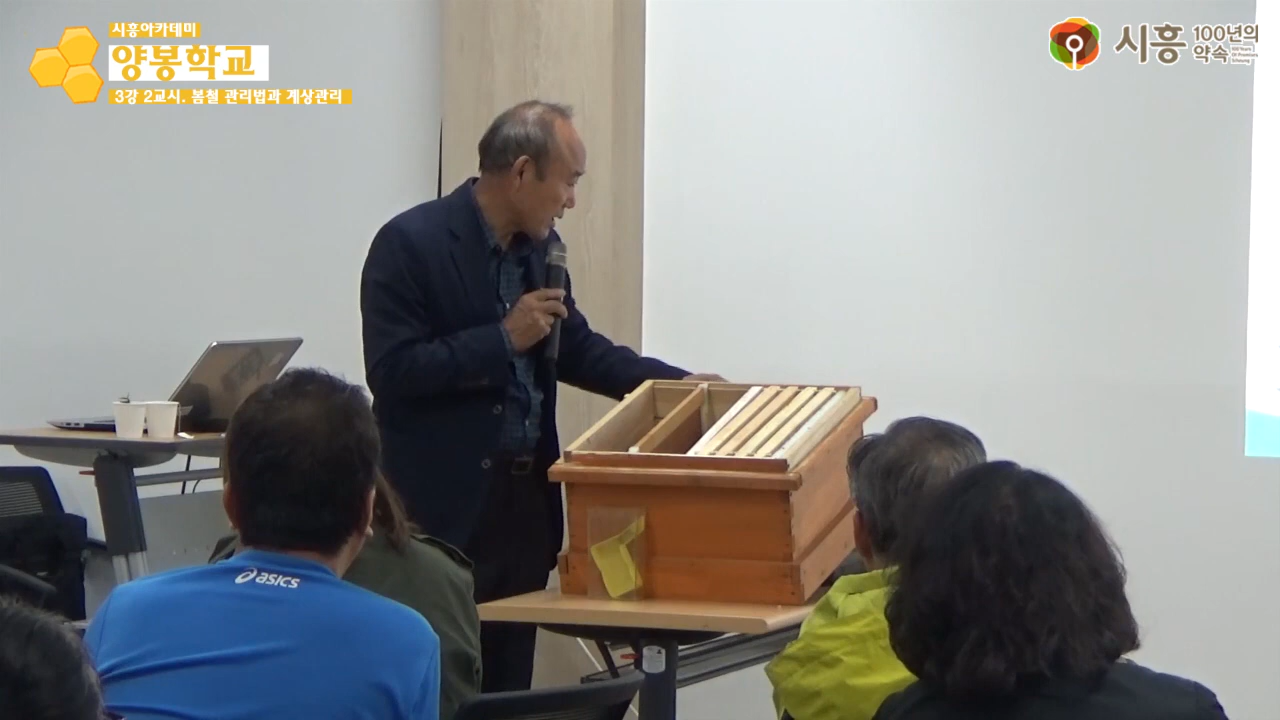 시흥아카데미
양봉학교
3강 2교시. 봄철 관리법과 계상관리
시흥
100년의
약속
asics